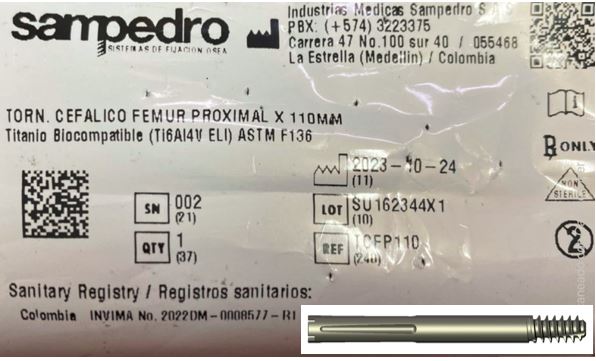 sampedro
SISTEMAS DE FIJACION OSEA
Industrias Medicas Sampedro S A S
PBX: (+574) 3223375
Carrera 47 No.100 sur 40 / 055468
La Estrella (Medellin) / Colombia
TORN. CEFALICO FEMUR PROXIMAL X 110MM
Titanio Biocompatible (Ti6Al4V ELI) ASTM F136
2023-10-24
(11)
SN 002
(21)
LOT SU162344X1
(10)
QTY 1
(37)
REF TCFP110
(240)
R ONLY
NON
STERILE
2
Sanitary Registry / Registros sanitarios:
Colombia INVIMA No. 2022DM-0008577-R1